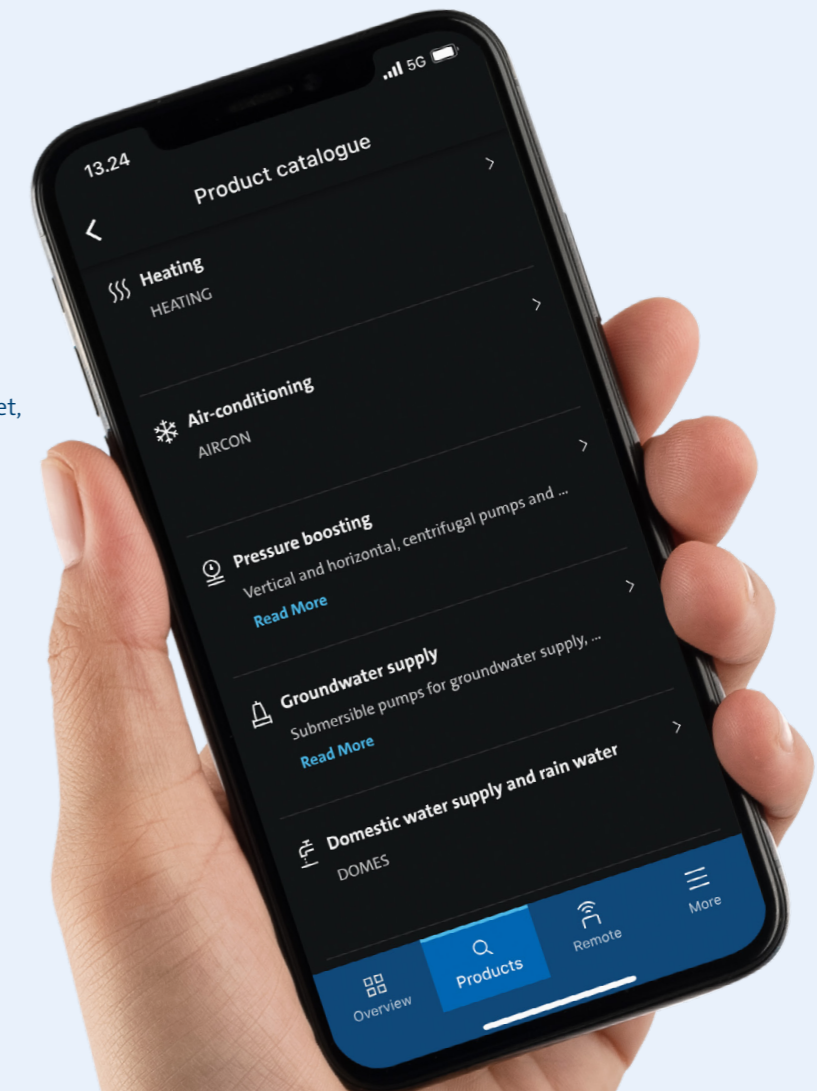 13.24
5G
Product catalogue
Heating
HEATING
et,
Air-conditioning
AIRCON
Pressure boosting
Vertical and horizontal, centrifugal pumps and ...
Read More
Groundwater supply
Submersible pumps for groundwater supply, ...
Read More
Domestic water supply and rain water
DOMES
Overview
Products
Remote
More